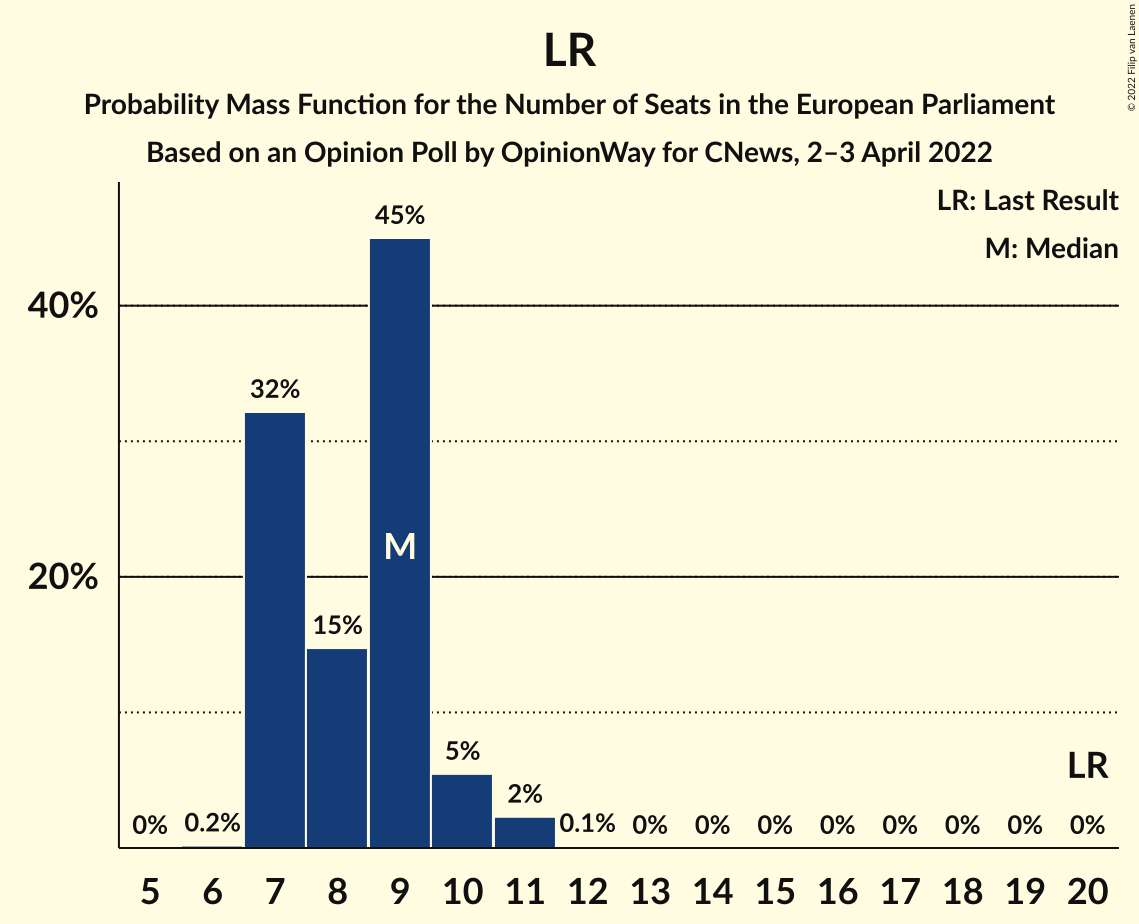 LR
Probability Mass Function for the Number of Seats in the European Parliament
Based on an Opinion Poll by OpinionWay for CNews, 2–3 April 2022
© 2022 Filip van Laenen
LR: Last Result
M: Median
45%
40%
32%
M
20%
15%
5%
LR
2%
0% 0.2% 0.1% 0% 0% 0% 0% 0% 0% 0% 0%
5 6 7 8 9 10 11 12 13 14 15 16 17 18 19 20